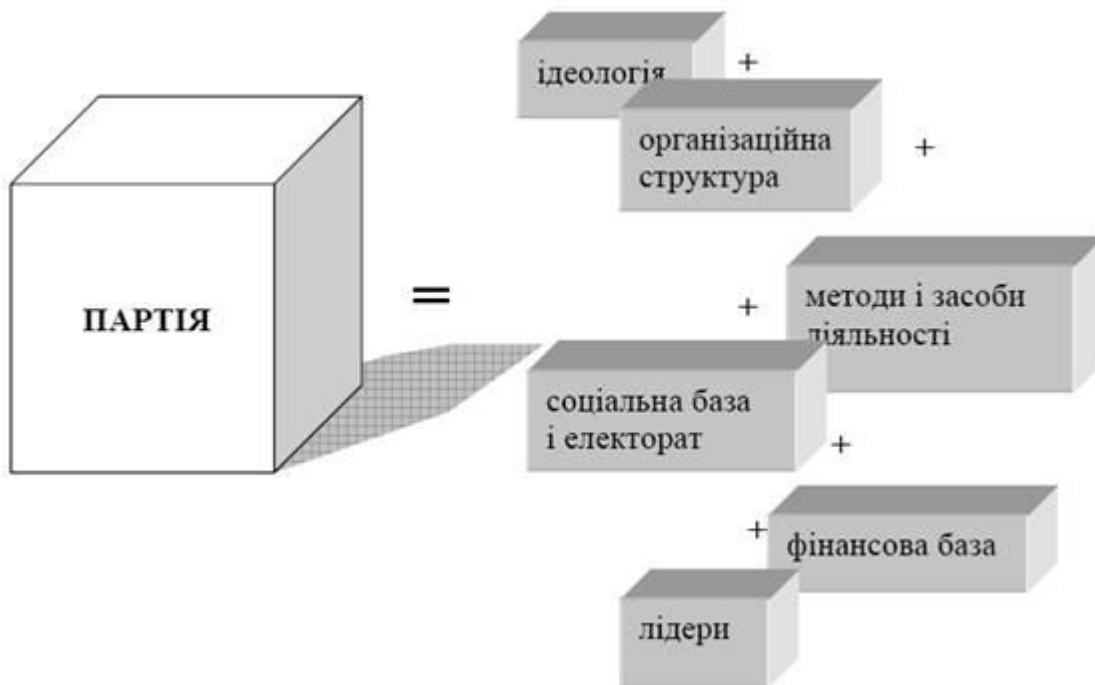 ПАРТІЯ
=
ідеологія
+
організаційна
структура
+
методи і засоби
діяльності
+
соціальна база
і електорат
+
фінансова база
+
лідери